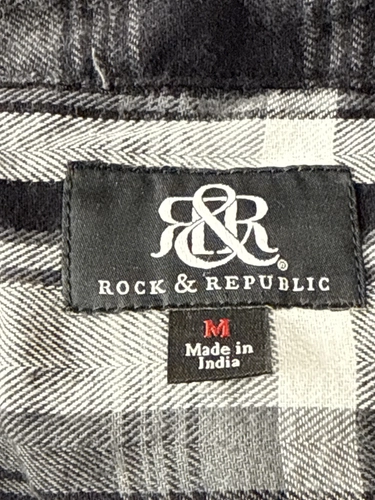 R&R
®
ROCK & REPUBLIC
M
Made in
India